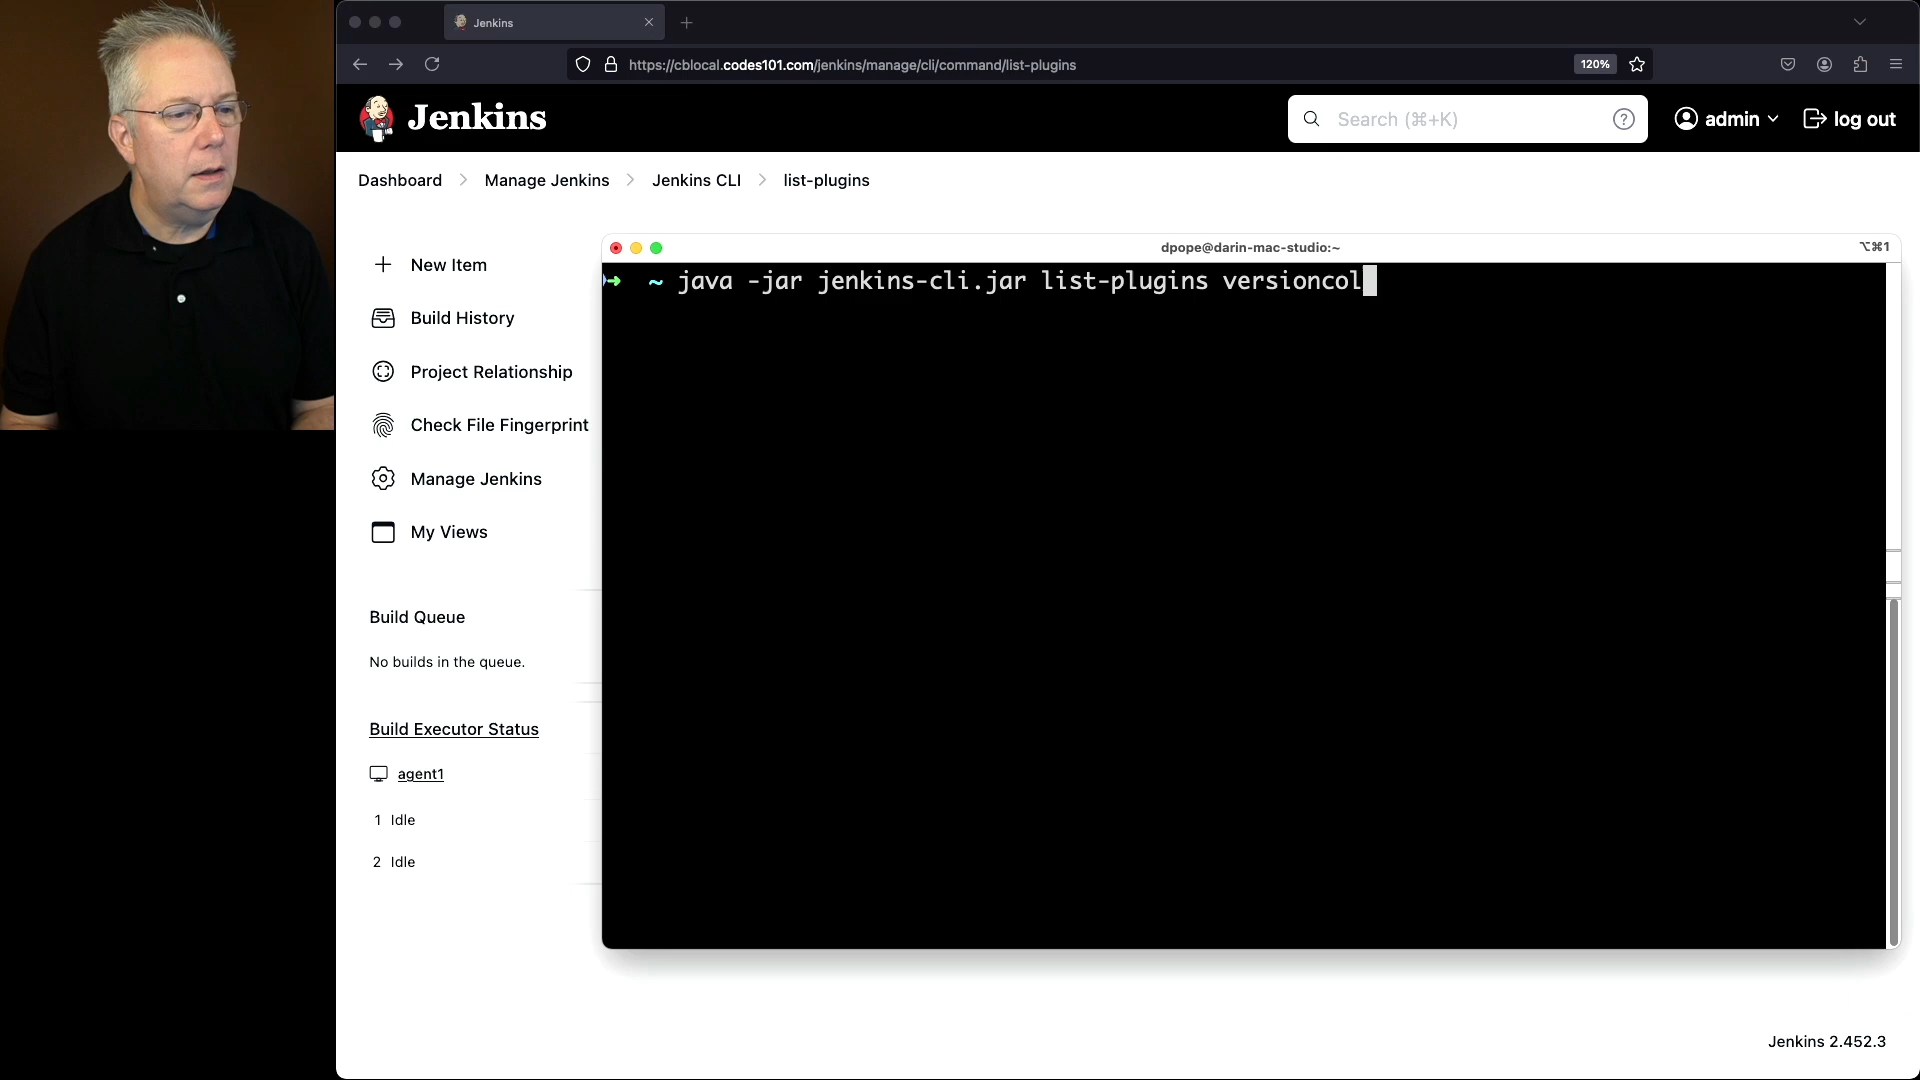 Jenkins
https://cblocal.codes101.com/jenkins/manage/cli/command/list-plugins
120%
Jenkins
Search (⌘+K)
?
admin
log out
Dashboard
Manage Jenkins
Jenkins CLI
list-plugins
New Item
Build History
Project Relationship
Check File Fingerprint
Manage Jenkins
My Views
Build Queue
No builds in the queue.
Build Executor Status
agent1
1 Idle
2 Idle
dpope@darin-mac-studio:~
⌥⌘1
➜ ~ java -jar jenkins-cli.jar list-plugins versioncol
Jenkins 2.452.3